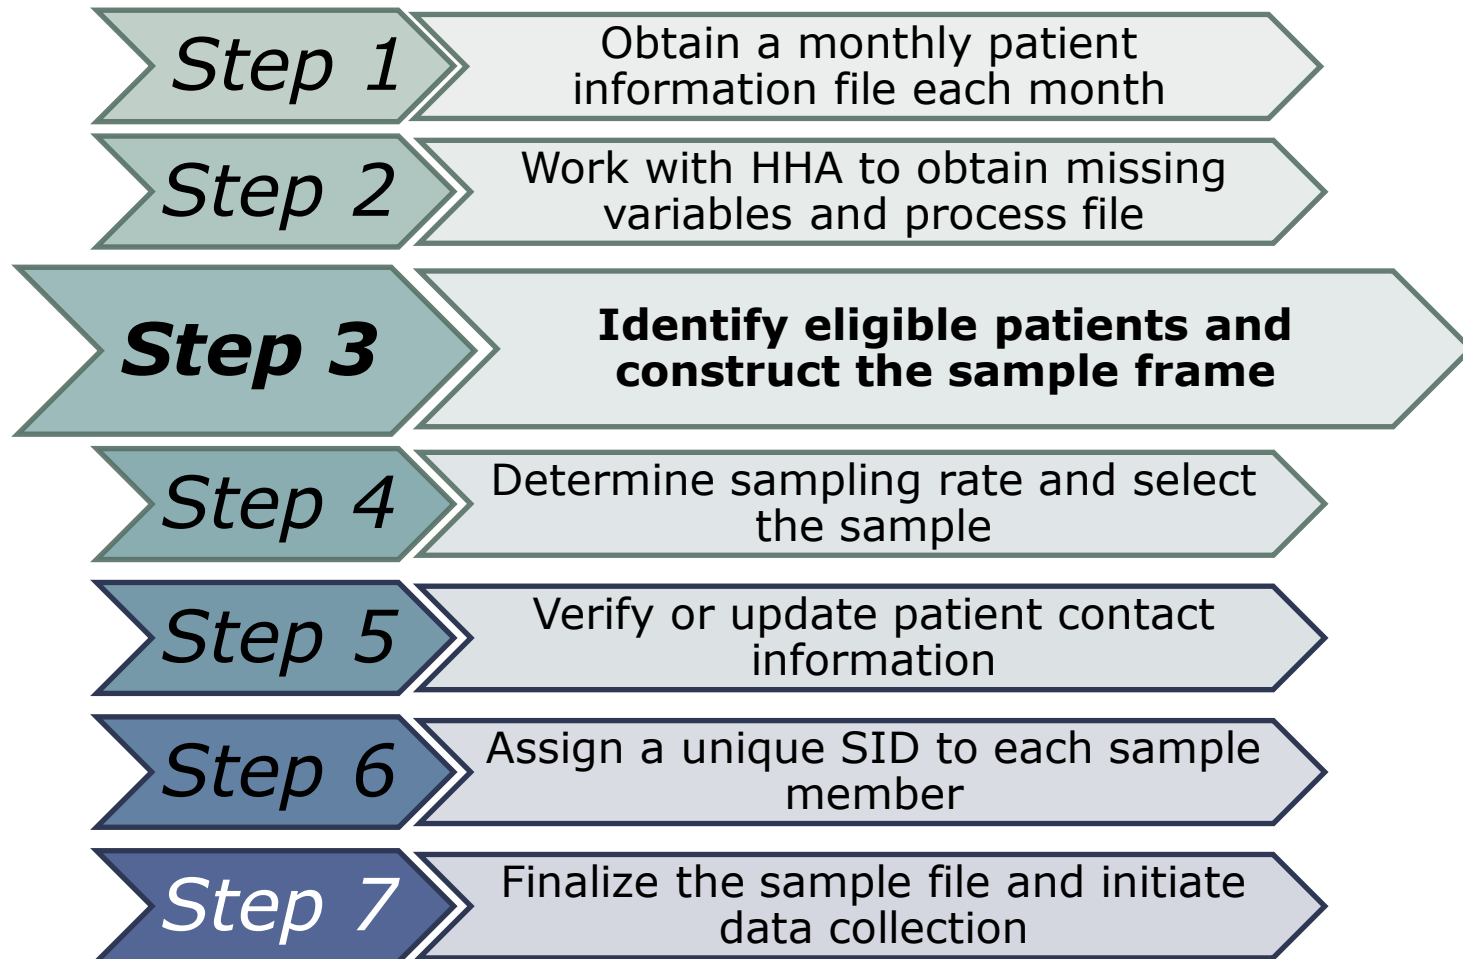 Step 1
Obtain a monthly patient
information file each month
Step 2
Work with HHA to obtain missing
variables and process file
Step 3
Identify eligible patients and
construct the sample frame
Step 4
Determine sampling rate and select
the sample
Step 5
Verify or update patient contact
information
Step 6
Assign a unique SID to each sample
member
Step 7
Finalize the sample file and initiate
data collection